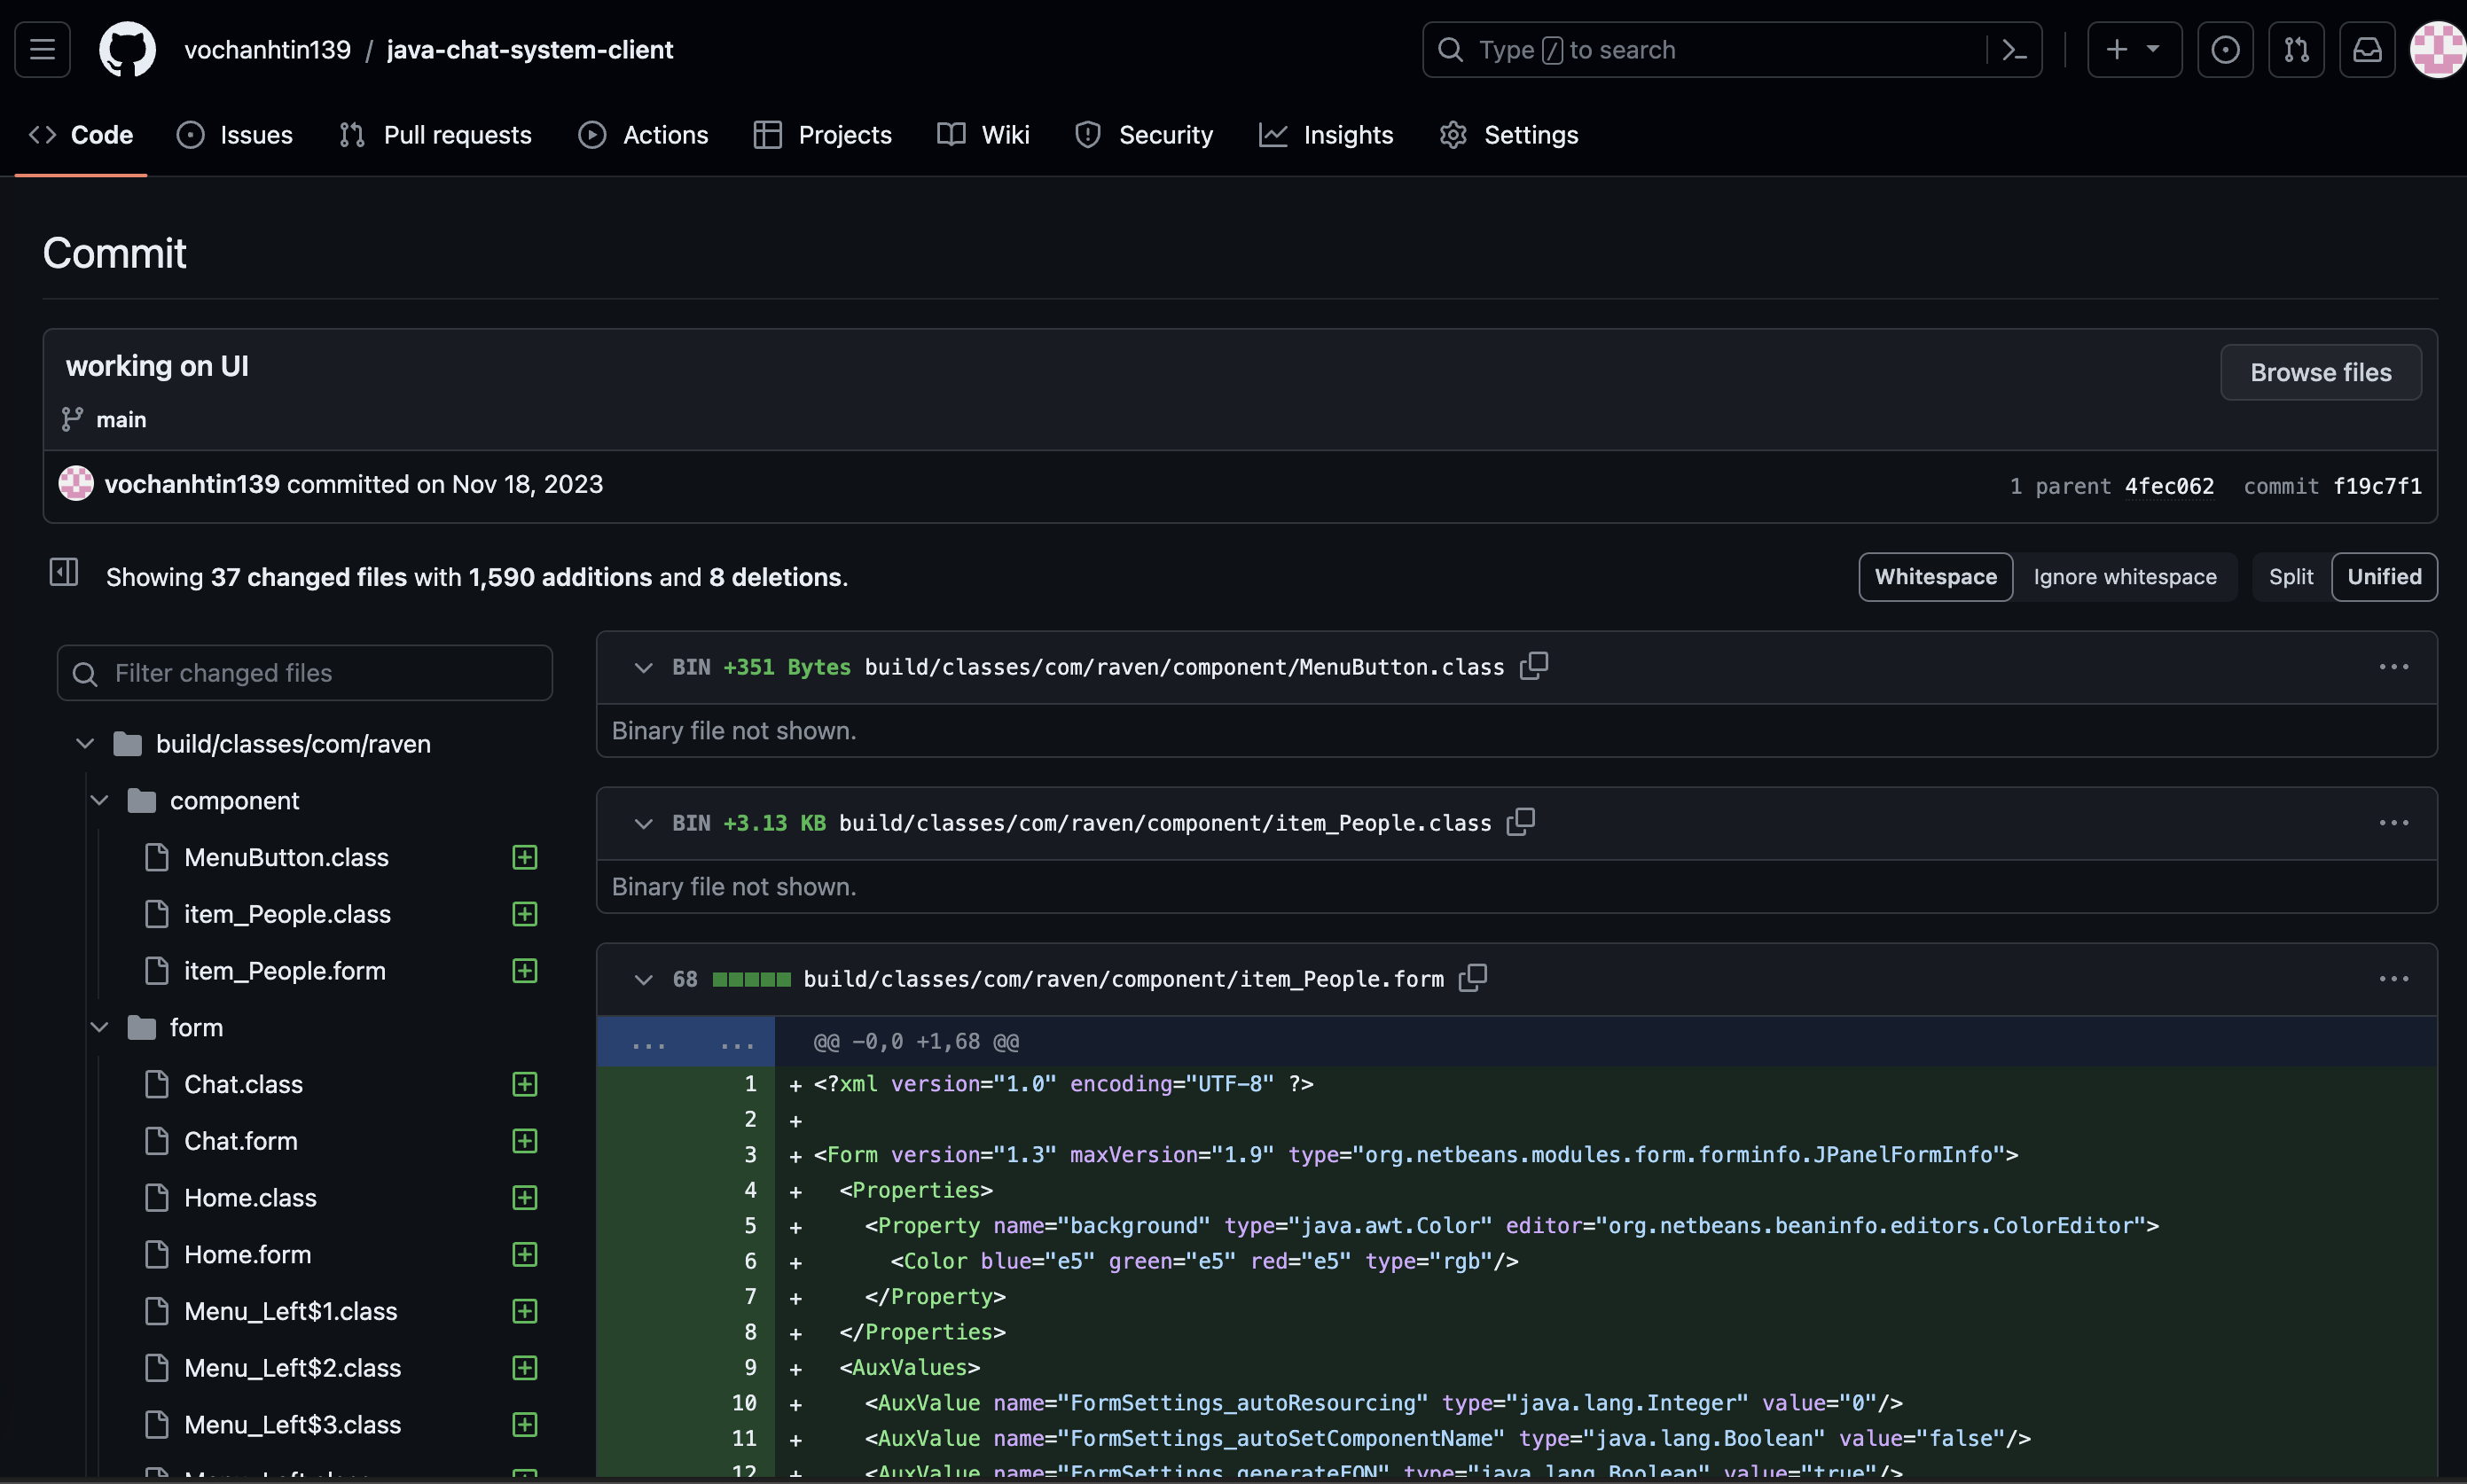 vochanhtin139 / java-chat-system-client
Type / to search
Code Issues Pull requests Actions Projects Wiki Security Insights Settings
Commit
working on UI
Browse files
main
vochanhtin139 committed on Nov 18, 2023
1 parent 4fec062 commit f19c7f1
Showing 37 changed files with 1,590 additions and 8 deletions.
Whitespace Ignore whitespace Split Unified
Filter changed files
build/classes/com/raven
component
MenuButton.class
item_People.class
item_People.form
form
Chat.class
Chat.form
Home.class
Home.form
Menu_Left$1.class
Menu_Left$2.class
Menu_Left$3.class
Menu_Left.class
BIN +351 Bytes build/classes/com/raven/component/MenuButton.class
Binary file not shown.
BIN +3.13 KB build/classes/com/raven/component/item_People.class
Binary file not shown.
68 build/classes/com/raven/component/item_People.form
... ... @@ -0,0 +1,68 @@
1 + <?xml version="1.0" encoding="UTF-8" ?>
2 +
3 + <Form version="1.3" maxVersion="1.9" type="org.netbeans.modules.form.forminfo.JPanelFormInfo">
4 + <Properties>
5 + <Property name="background" type="java.awt.Color" editor="org.netbeans.beaninfo.editors.ColorEditor">
6 + <Color blue="e5" green="e5" red="e5" type="rgb"/>
7 + </Property>
8 + </Properties>
9 + <AuxValues>
10 + <AuxValue name="FormSettings_autoResourcing" type="java.lang.Integer" value="0"/>
11 + <AuxValue name="FormSettings_autoSetComponentName" type="java.lang.Boolean" value="false"/>
12 + <AuxValue name="FormSettings_generateFQN" type="java.lang.Boolean" value="true"/>